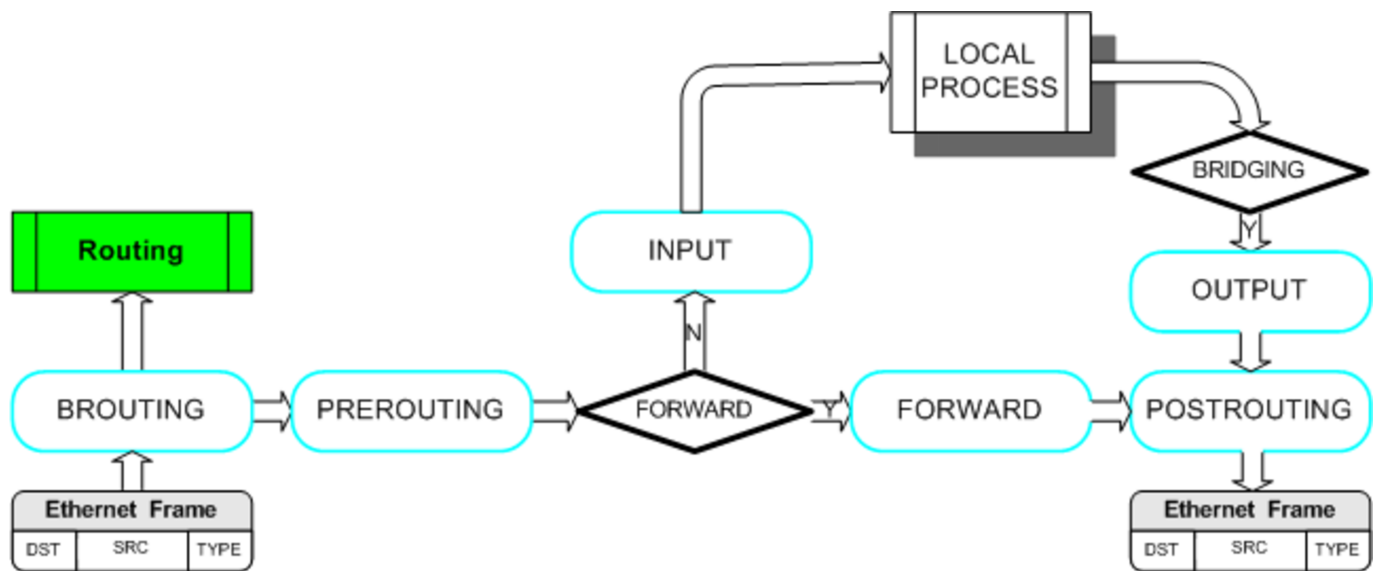 LOCAL
PROCESS
BRIDGING
Y
Routing
INPUT
OUTPUT
N
BROUTING
PREROUTING
FORWARD
Y
FORWARD
POSTROUTING
Ethernet Frame
DST
SRC
TYPE
Ethernet Frame
DST
SRC
TYPE